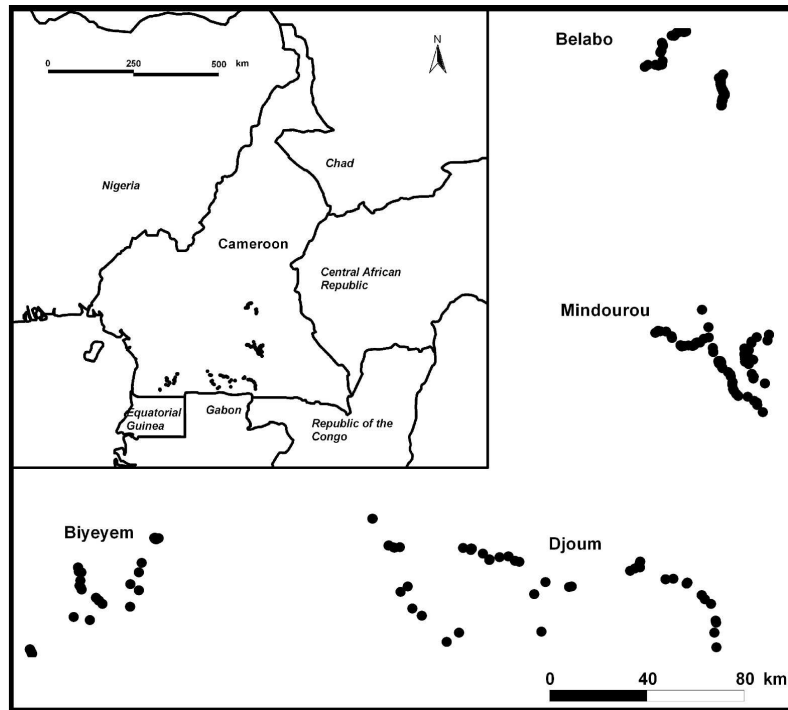 Belabo
N
0 250 500 km
Chad
Nigeria
Cameroon
Central African
Republic
Mindourou
Equatorial
Guinea
Gabon
Republic of the
Congo
Biyeyem
Djoum
0 40 80 km